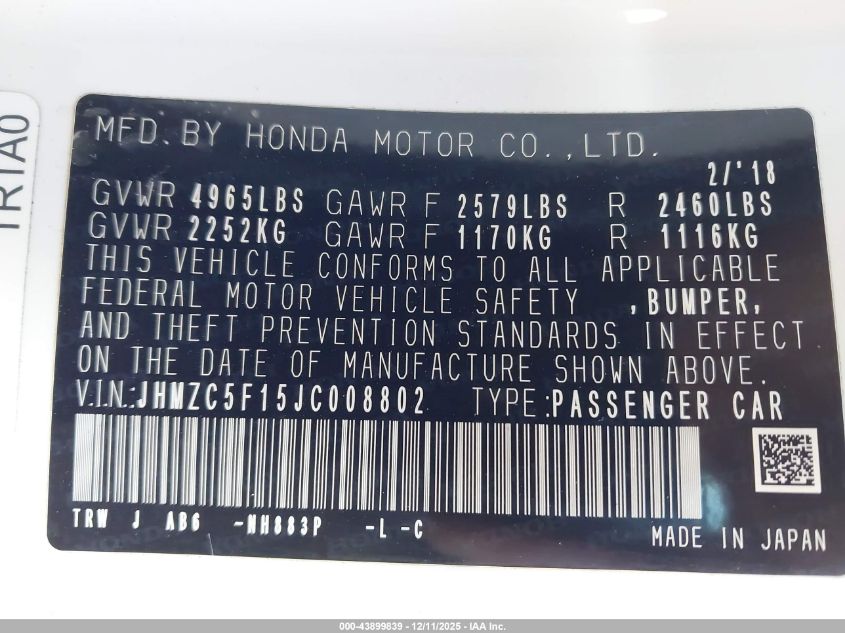 TR1A0
MFD. BY HONDA MOTOR CO.,LTD.
2/'18
GVWR 4965LBS GAWR F 2579LBS R 2460LBS
GVWR 2252KG GAWR F 1170KG R 1116KG
THIS VEHICLE CONFORMS TO ALL APPLICABLE
FEDERAL MOTOR VEHICLE SAFETY ,BUMPER,
AND THEFT PREVENTION STANDARDS IN EFFECT
ON THE DATE OF MANUFACTURE SHOWN ABOVE.
V.I.N.:JHMZC5F15JC008802 TYPE:PASSENGER CAR
TRW J AB6 -NH883P -L -C
MADE IN JAPAN
000-43899839 - 12/11/2025 - IAA Inc.